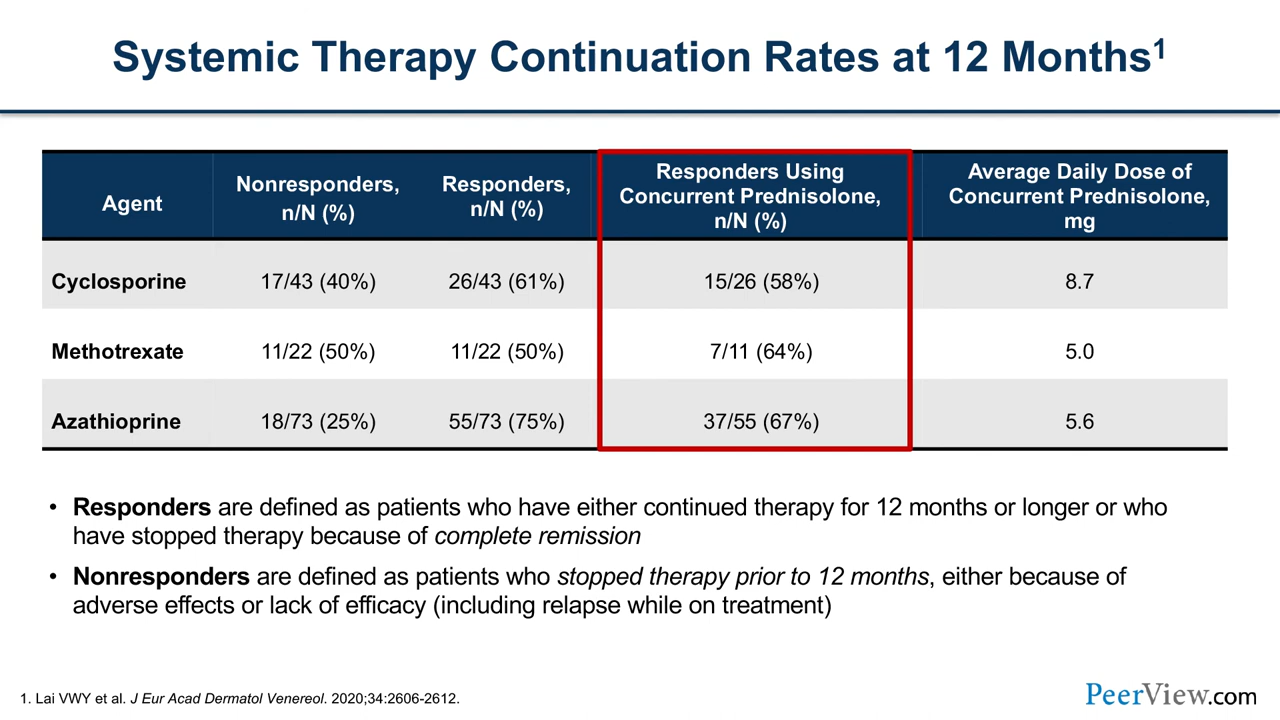 Systemic Therapy Continuation Rates at 12 Months1
Agent
Nonresponders,
n/N (%)
Responders,
n/N (%)
Responders Using
Concurrent Prednisolone,
n/N (%)
Average Daily Dose of
Concurrent Prednisolone,
mg
Cyclosporine 17/43 (40%) 26/43 (61%) 15/26 (58%) 8.7
Methotrexate 11/22 (50%) 11/22 (50%) 7/11 (64%) 5.0
Azathioprine 18/73 (25%) 55/73 (75%) 37/55 (67%) 5.6
• Responders are defined as patients who have either continued therapy for 12 months or longer or who
have stopped therapy because of complete remission
• Nonresponders are defined as patients who stopped therapy prior to 12 months, either because of
adverse effects or lack of efficacy (including relapse while on treatment)
1. Lai VWY et al. J Eur Acad Dermatol Venereol. 2020;34:2606-2612.
PeerView.com